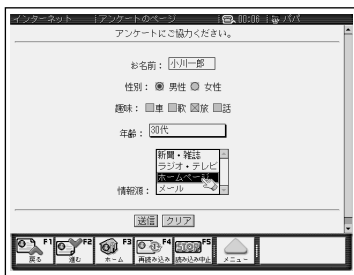 インターネット アンケートのページ 00:06 パパ
アンケートにご協力ください。
お名前： 小川一郎
性別： 男性 女性
趣味： 車 歌 旅 話
年齢： 30代
新聞・雑誌
ラジオ・テレビ
ホームページ
情報源： メール
送信 クリア
F1 F2 F3 F4 F5
戻る 進む ホーム 再読み込み 読み込み中止 メニュー